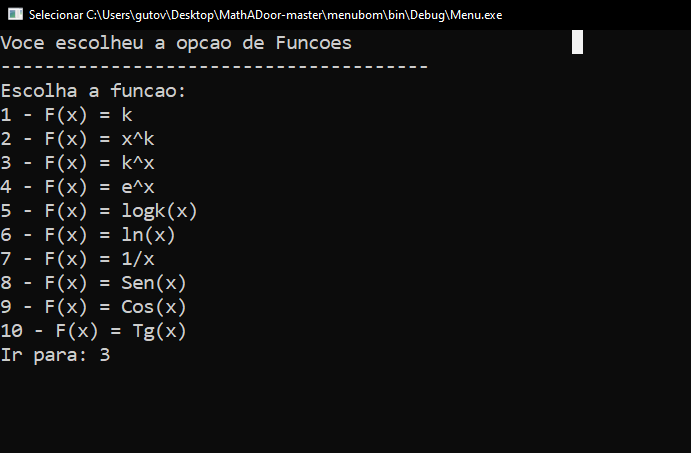 Selecionar C:\Users\gutov\Desktop\MathADoor-master\menubom\bin\Debug\Menu.exe
Voce escolheu a opcao de Funcoes
---------------------------------------
Escolha a funcao:
1 - F(x) = k
2 - F(x) = x^k
3 - F(x) = k^x
4 - F(x) = e^x
5 - F(x) = logk(x)
6 - F(x) = ln(x)
7 - F(x) = 1/x
8 - F(x) = Sen(x)
9 - F(x) = Cos(x)
10 - F(x) = Tg(x)
Ir para: 3